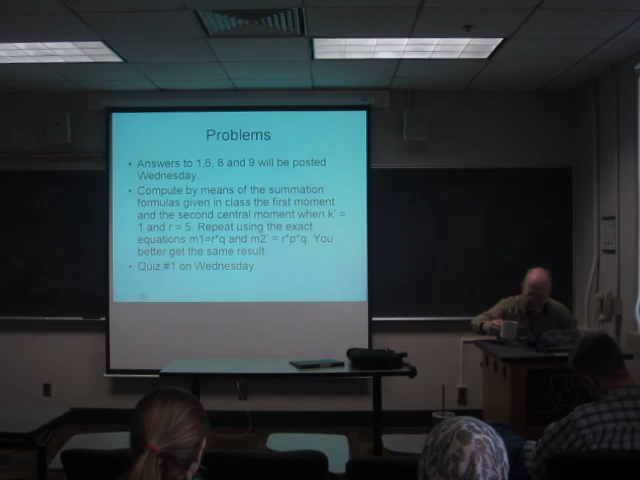 Problems
• Answers to 1,6, 8 and 9 will be posted
Wednesday
• Compute by means of the summation
formulas given in class the first moment
and the second central moment when k' =
1 and r = 5. Repeat using the exact
equations m1=r*q and m2' = r*p*q. You
better get the same result.
• Quiz #1 on Wednesday.